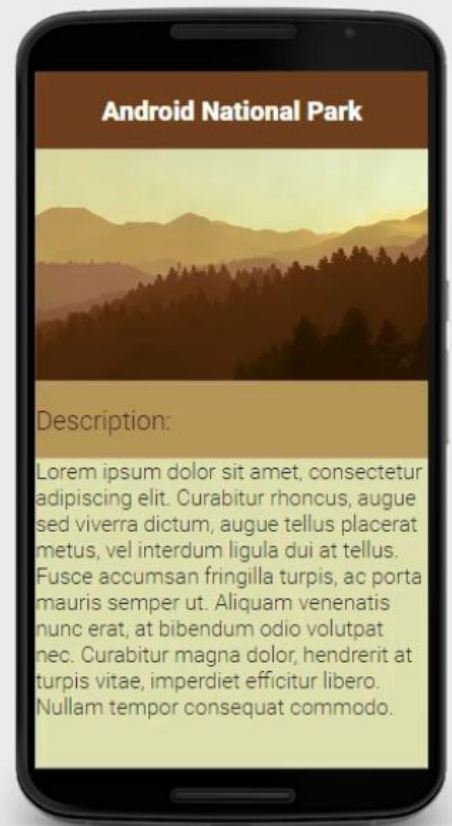 Android National Park
Description:
Lorem ipsum dolor sit amet, consectetur
adipiscing elit. Curabitur rhoncus, augue
sed viverra dictum, augue tellus placerat
metus, vel interdum ligula dui at tellus.
Fusce accumsan fringilla turpis, ac porta
mauris semper ut. Aliquam venenatis
nunc erat, at bibendum odio volutpat
nec. Curabitur magna dolor, hendrerit at
turpis vitae, imperdiet efficitur libero.
Nullam tempor consequat commodo.